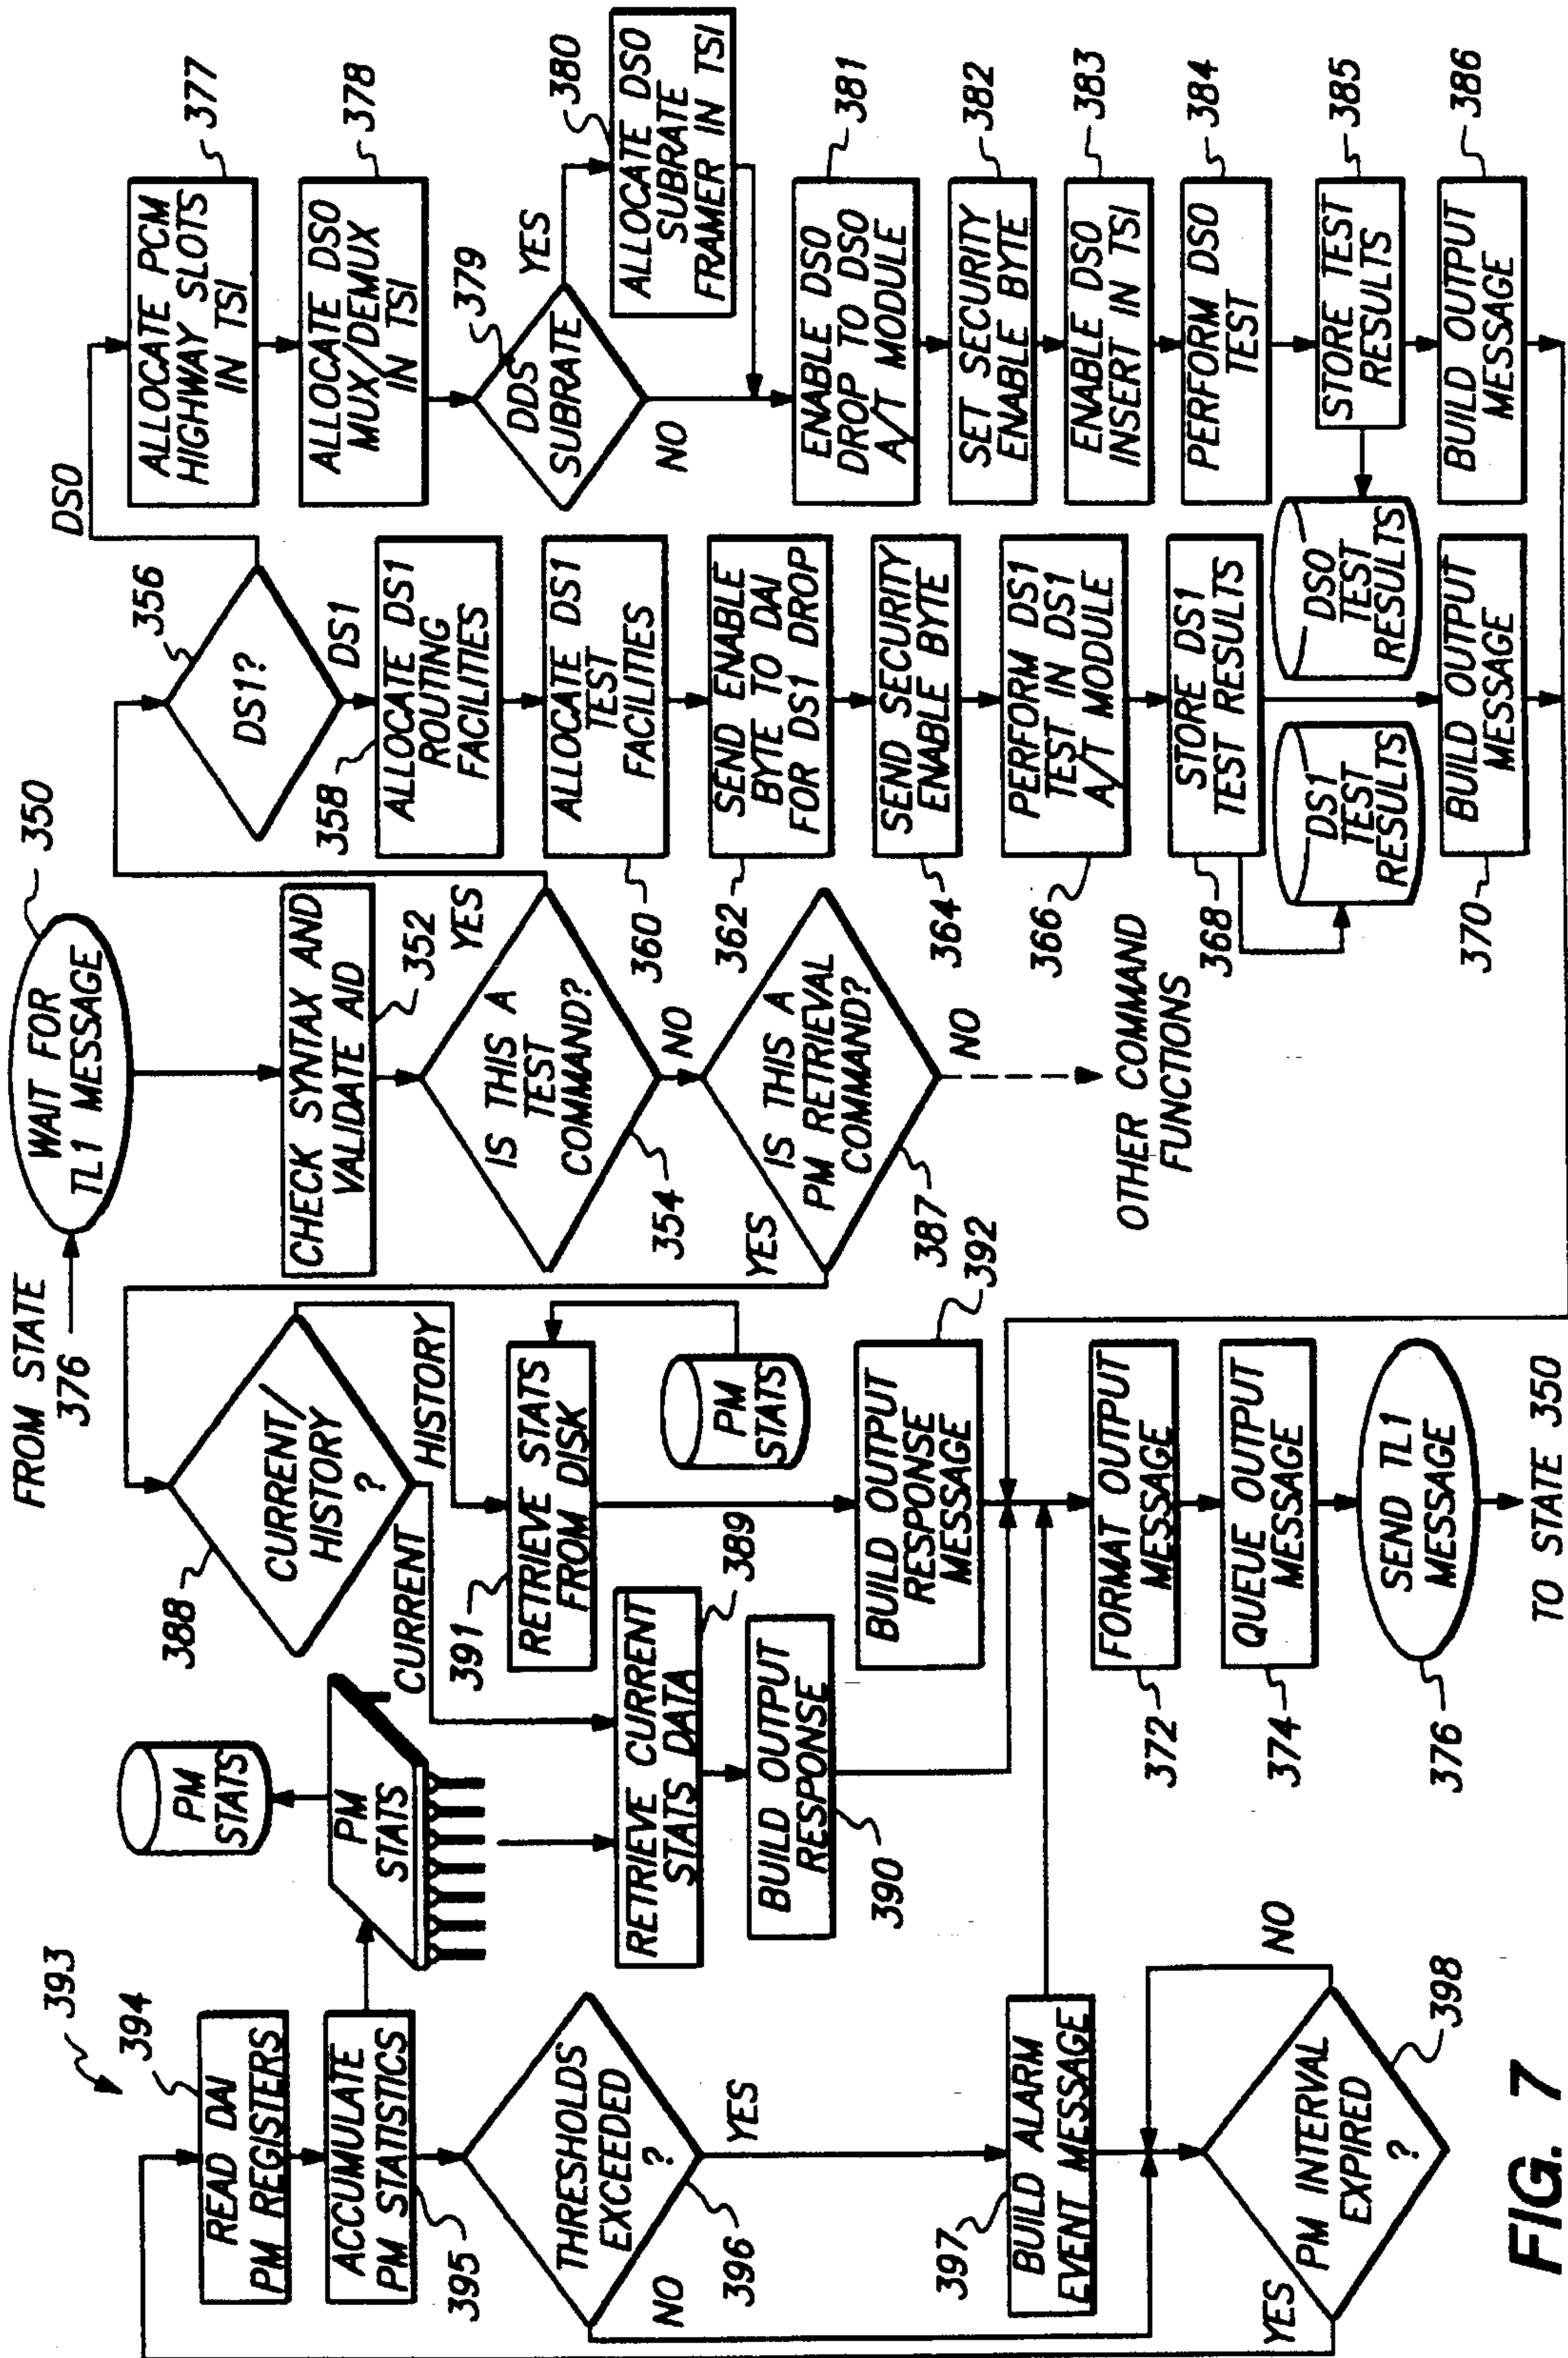 393
394
READ DAI
PM REGISTERS
ACCUMULATE
PM STATISTICS
395
THRESHOLDS
EXCEEDED
?
396
NO
YES
397
BUILD ALARM
EVENT MESSAGE
PM INTERVAL
EXPIRED
?
398
NO
YES
PM
STATS
PM
STATS
FROM STATE
376
388
CURRENT/
HISTORY
?
CURRENT
HISTORY
391
RETRIEVE STATS
FROM DISK
PM
STATS
389
RETRIEVE CURRENT
STATS DATA
BUILD OUTPUT
RESPONSE
390
392
BUILD OUTPUT
RESPONSE
MESSAGE
FORMAT OUTPUT
MESSAGE
372
QUEUE OUTPUT
MESSAGE
374
SEND TL1
MESSAGE
376
TO STATE 350
WAIT FOR
TL1 MESSAGE
350
CHECK SYNTAX AND
VALIDATE AID
352
IS THIS A
TEST
COMMAND?
354
YES
NO
IS THIS A
PM RETRIEVAL
COMMAND?
387
YES
NO
OTHER COMMAND
FUNCTIONS
356
DS1?
DS0
DS1
358
ALLOCATE DS1
ROUTING
FACILITIES
ALLOCATE DS1
TEST
FACILITIES
360
SEND ENABLE
BYTE TO DAI
FOR DS1 DROP
362
SEND SECURITY
ENABLE BYTE
364
PERFORM DS1
TEST IN DS1
A/T MODULE
366
STORE DS1
TEST RESULTS
368
DS1
TEST
RESULTS
BUILD OUTPUT
MESSAGE
370
ALLOCATE PCM
HIGHWAY SLOTS
IN TSI
377
ALLOCATE DS0
MUX/DEMUX
IN TSI
378
DDS
SUBRATE
379
YES
NO
380
ALLOCATE DS0
SUBRATE
FRAMER IN TSI
ENABLE DS0
DROP TO DS0
A/T MODULE
381
SET SECURITY
ENABLE BYTE
382
ENABLE DS0
INSERT IN TSI
383
PERFORM DS0
TEST
384
STORE TEST
RESULTS
385
DS0
TEST
RESULTS
BUILD OUTPUT
MESSAGE
386
FIG. 7